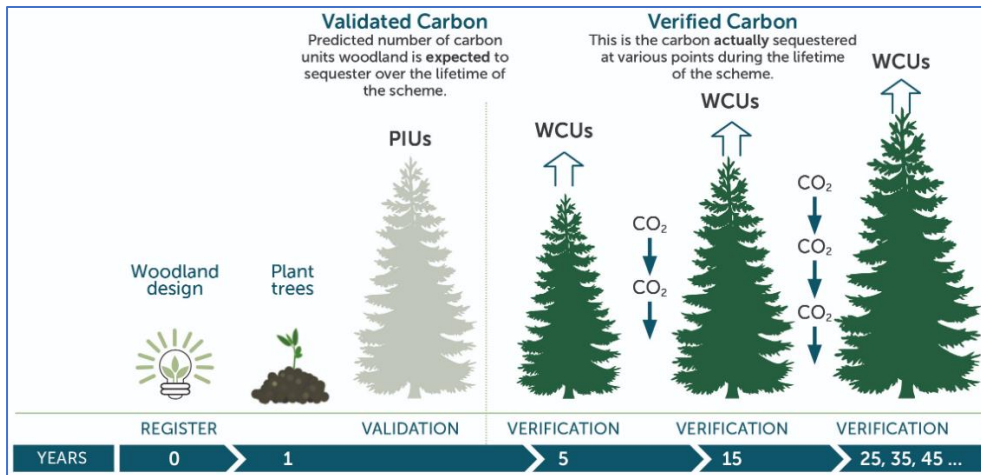 Validated Carbon
Predicted number of carbon
units woodland is expected to
sequester over the lifetime of
the scheme.
Verified Carbon
This is the carbon actually sequestered
at various points during the lifetime
of the scheme.
PIUs
WCUs
WCUs
WCUs
Woodland
design
Plant
trees
CO₂
CO₂
CO₂
CO₂
CO₂
REGISTER
VALIDATION
VERIFICATION
VERIFICATION
VERIFICATION
YEARS
0
1
5
15
25, 35, 45 ...